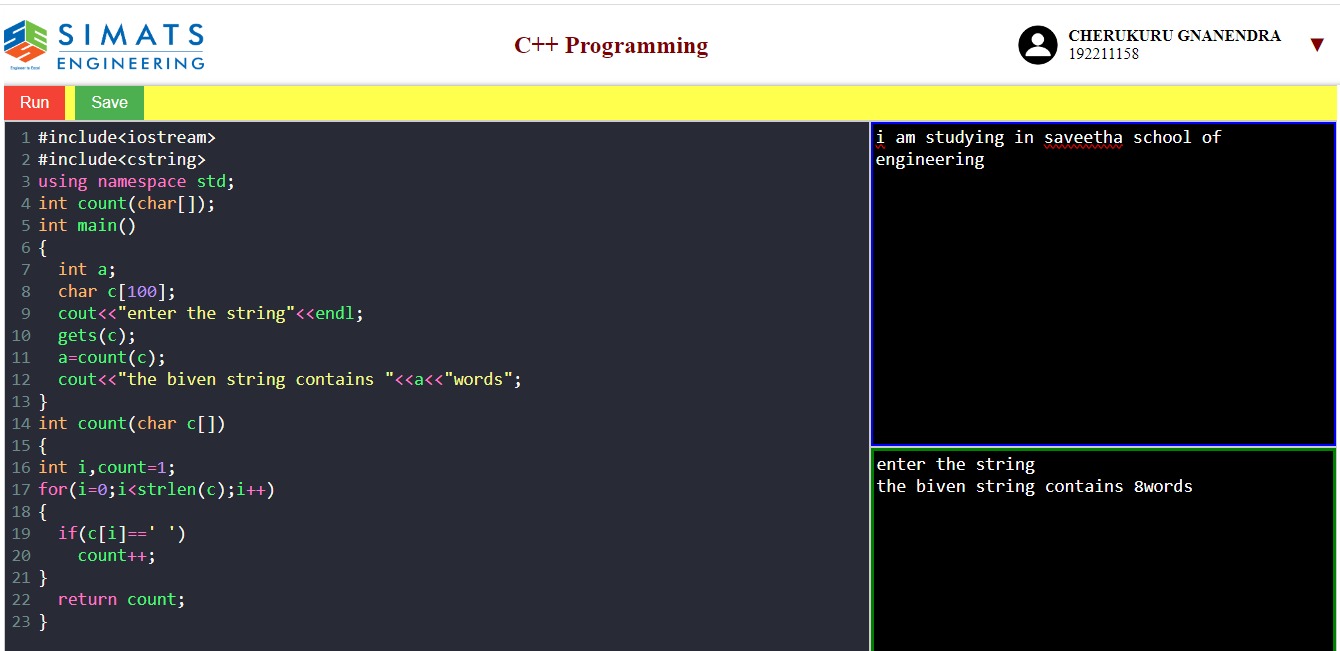 SIMATS
ENGINEERING
Engineer to Excel
C++ Programming
CHERUKURU GNANENDRA
192211158
▼
Run Save
1 #include<iostream>
2 #include<cstring>
3 using namespace std;
4 int count(char[]);
5 int main()
6 {
7   int a;
8   char c[100];
9   cout<<"enter the string"<<endl;
10   gets(c);
11   a=count(c);
12   cout<<"the biven string contains "<<a<<"words";
13 }
14 int count(char c[])
15 {
16 int i,count=1;
17 for(i=0;i<strlen(c);i++)
18 {
19   if(c[i]==' ')
20     count++;
21 }
22   return count;
23 }
i am studying in saveetha school of
engineering
enter the string
the biven string contains 8words